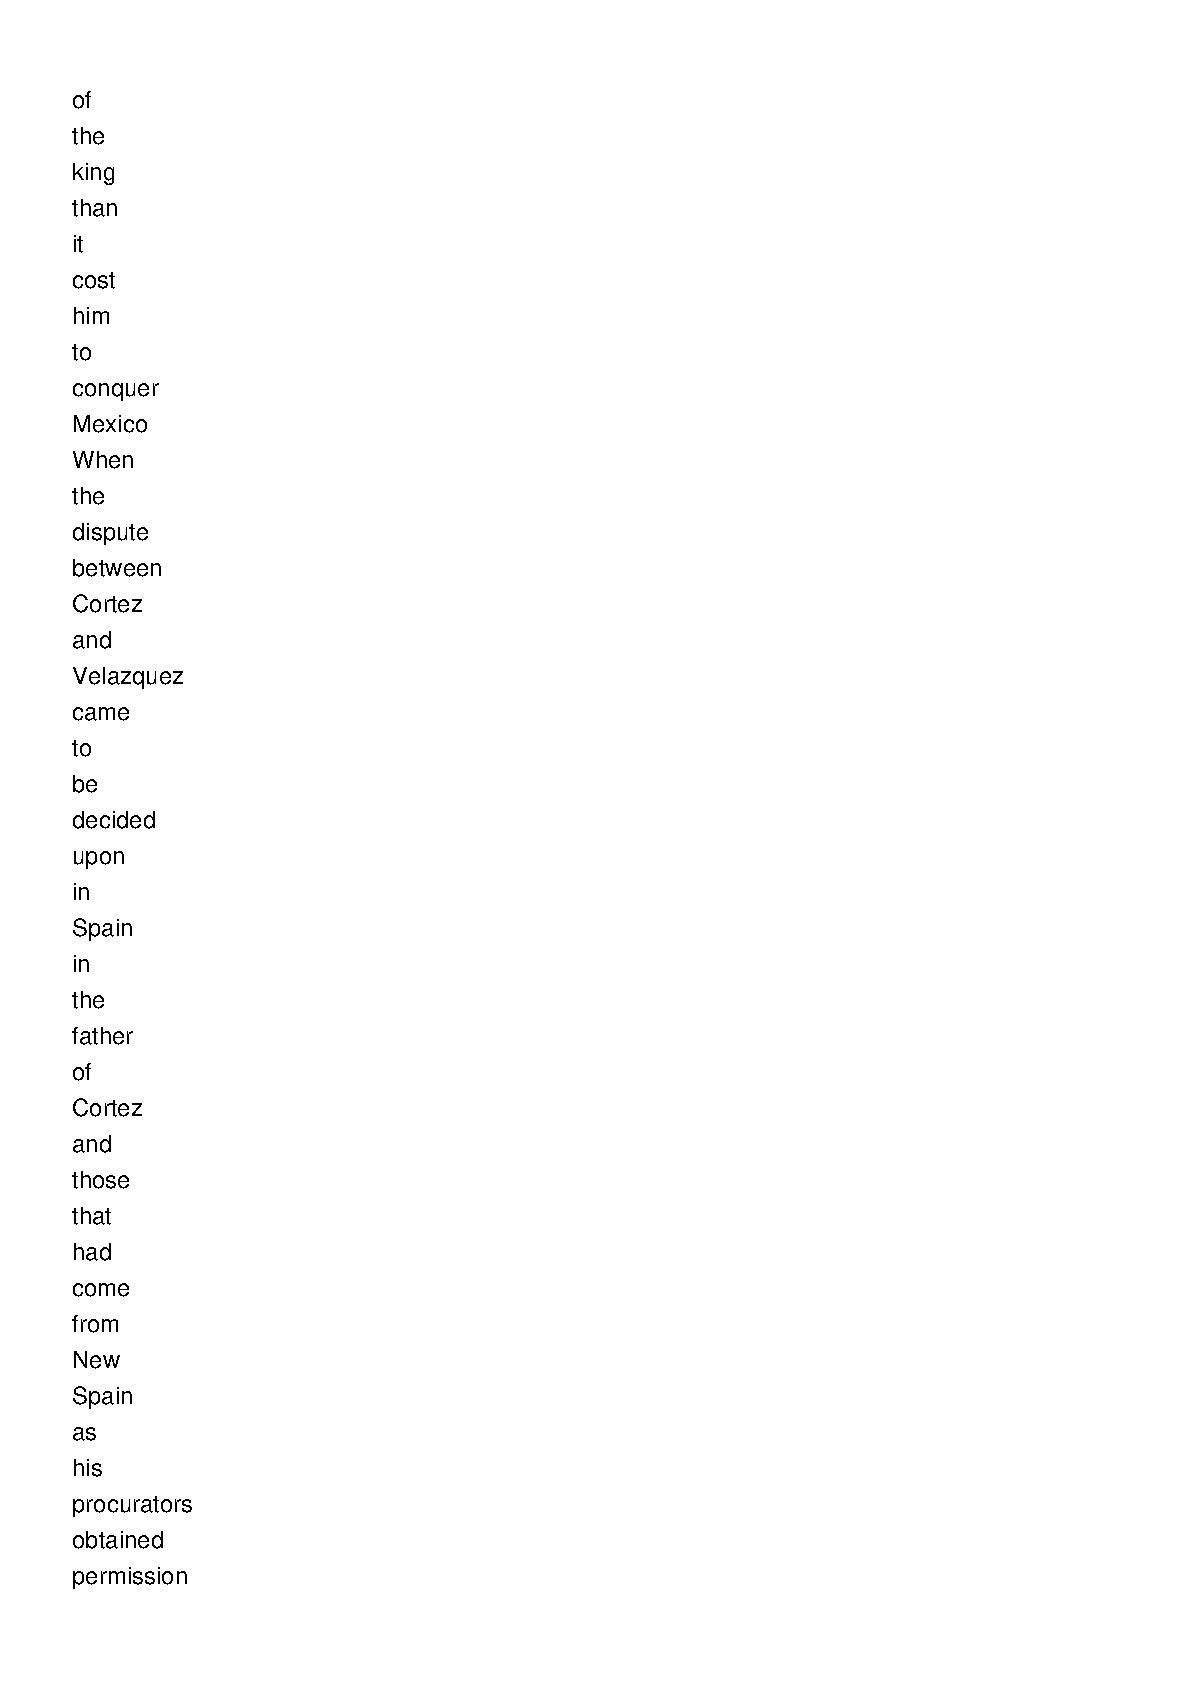 of
the
king
than
it
cost
him
to
conquer
Mexico
When
the
dispute
between
Cortez
and
Velazquez
came
to
be
decided
upon
in
Spain
in
the
father
of
Cortez
and
those
that
had
come
from
New
Spain
as
his
procurators
obtained
permission